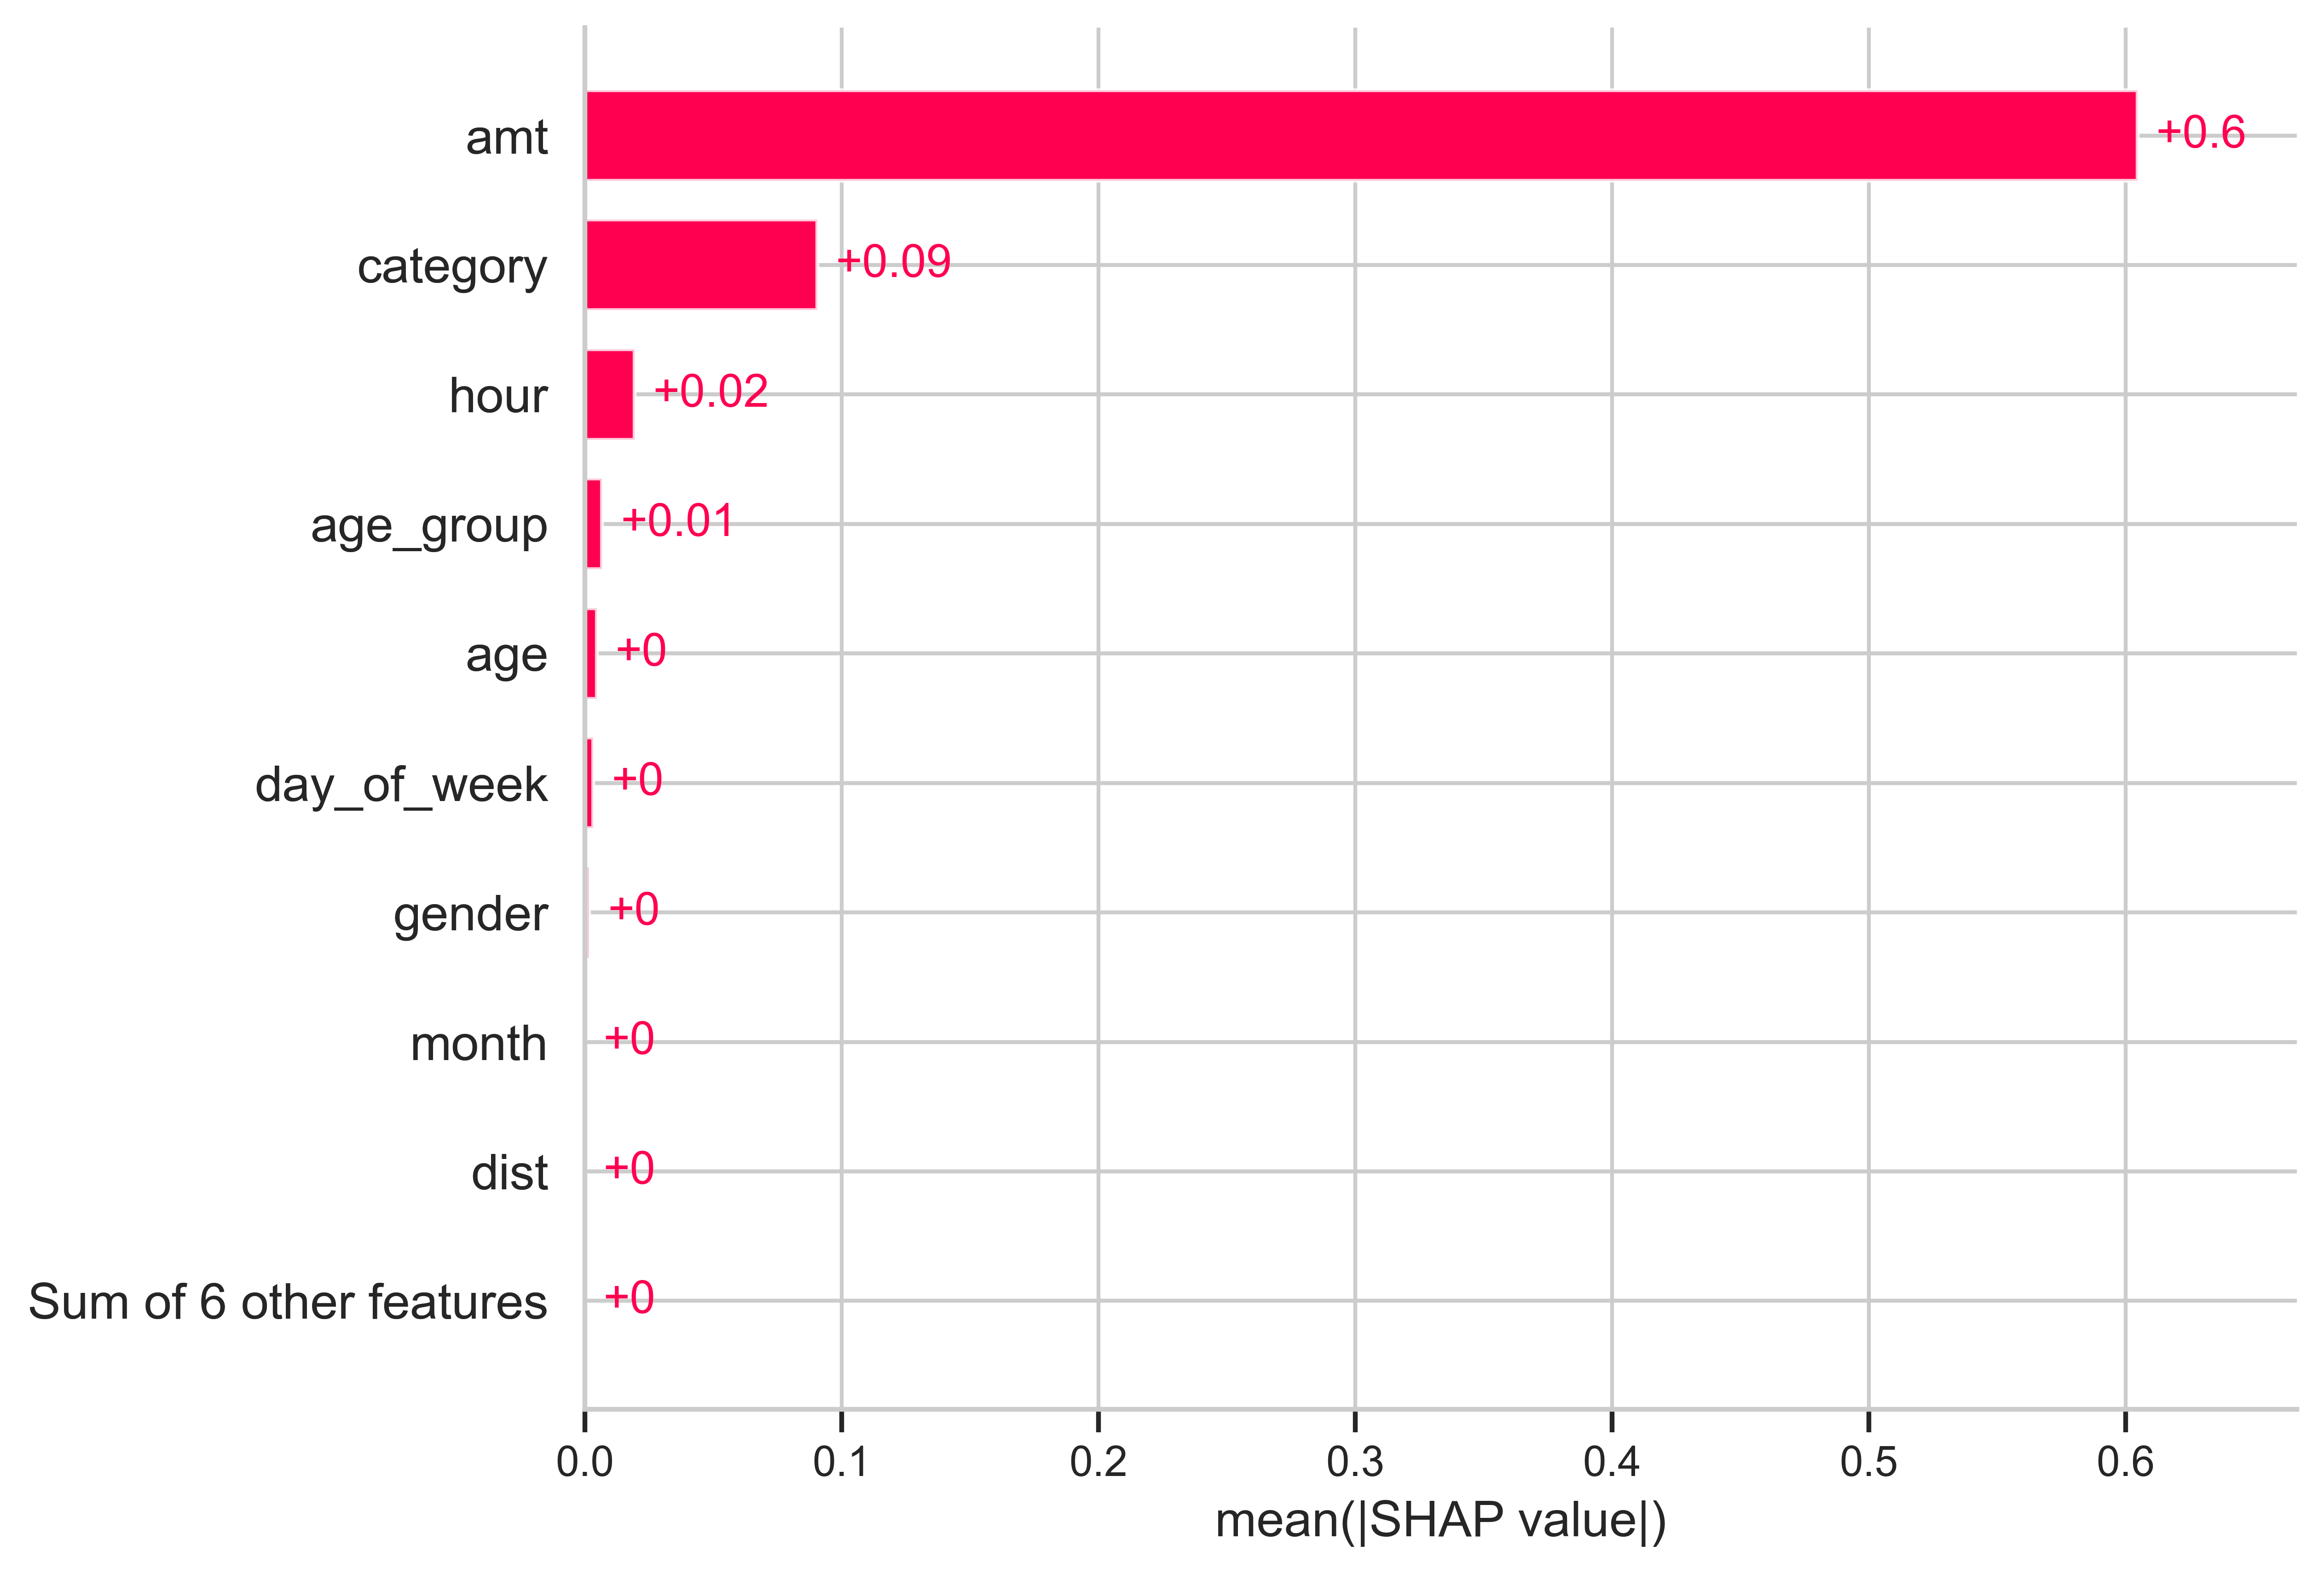 amt +0.6
category +0.09
hour +0.02
age_group +0.01
age +0
day_of_week +0
gender +0
month +0
dist +0
Sum of 6 other features +0
0.0 0.1 0.2 0.3 0.4 0.5 0.6
mean(|SHAP value|)